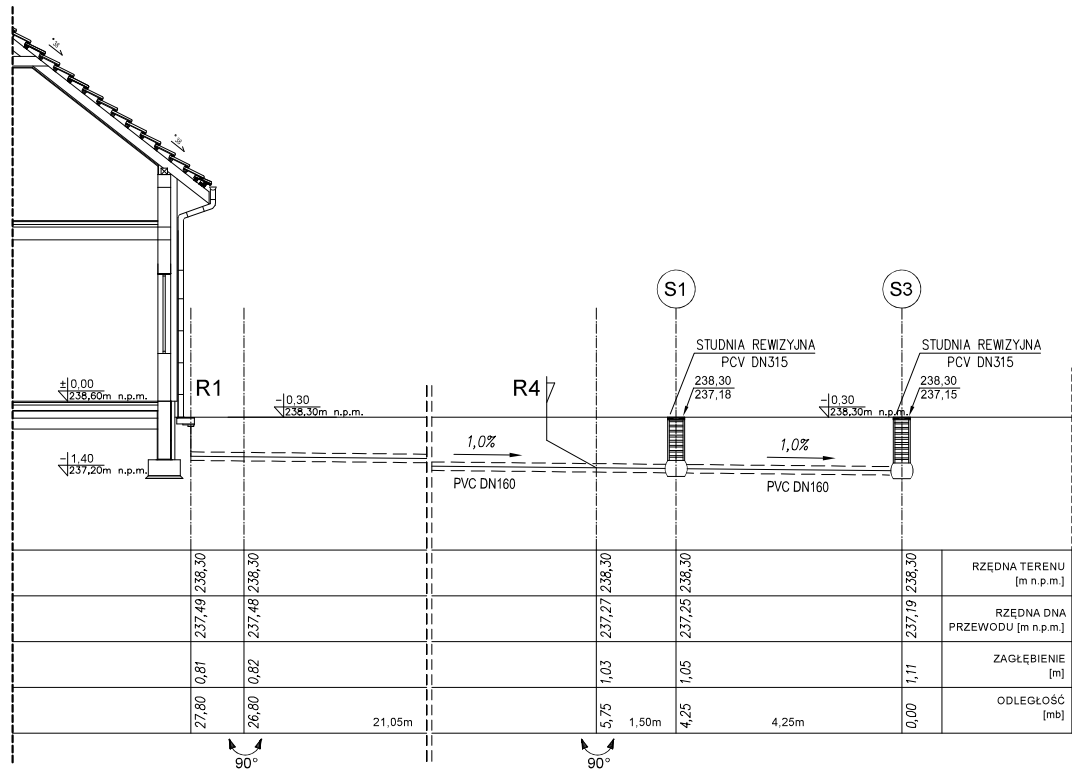 °38
°38
S1
S3
STUDNIA REWIZYJNA
PCV DN315
238,30
237,18
STUDNIA REWIZYJNA
PCV DN315
238,30
237,15
±0,00
238,60m n.p.m.
R1
-0,30
238,30m n.p.m.
R4
-0,30
238,30m n.p.m.
-1,40
237,20m n.p.m.
1,0%
PVC DN160
1,0%
PVC DN160
238,30 238,30 238,30 238,30 238,30
RZĘDNA TERENU
[m n.p.m.]
237,49 237,48 237,27 237,25 237,19
RZĘDNA DNA
PRZEWODU [m n.p.m.]
0,81 0,82 1,03 1,05 1,11
ZAGŁĘBIENIE
[m]
27,80 26,80 21,05m 5,75 1,50m 4,25 4,25m 0,00
ODLEGŁOŚĆ
[mb]
90°
90°